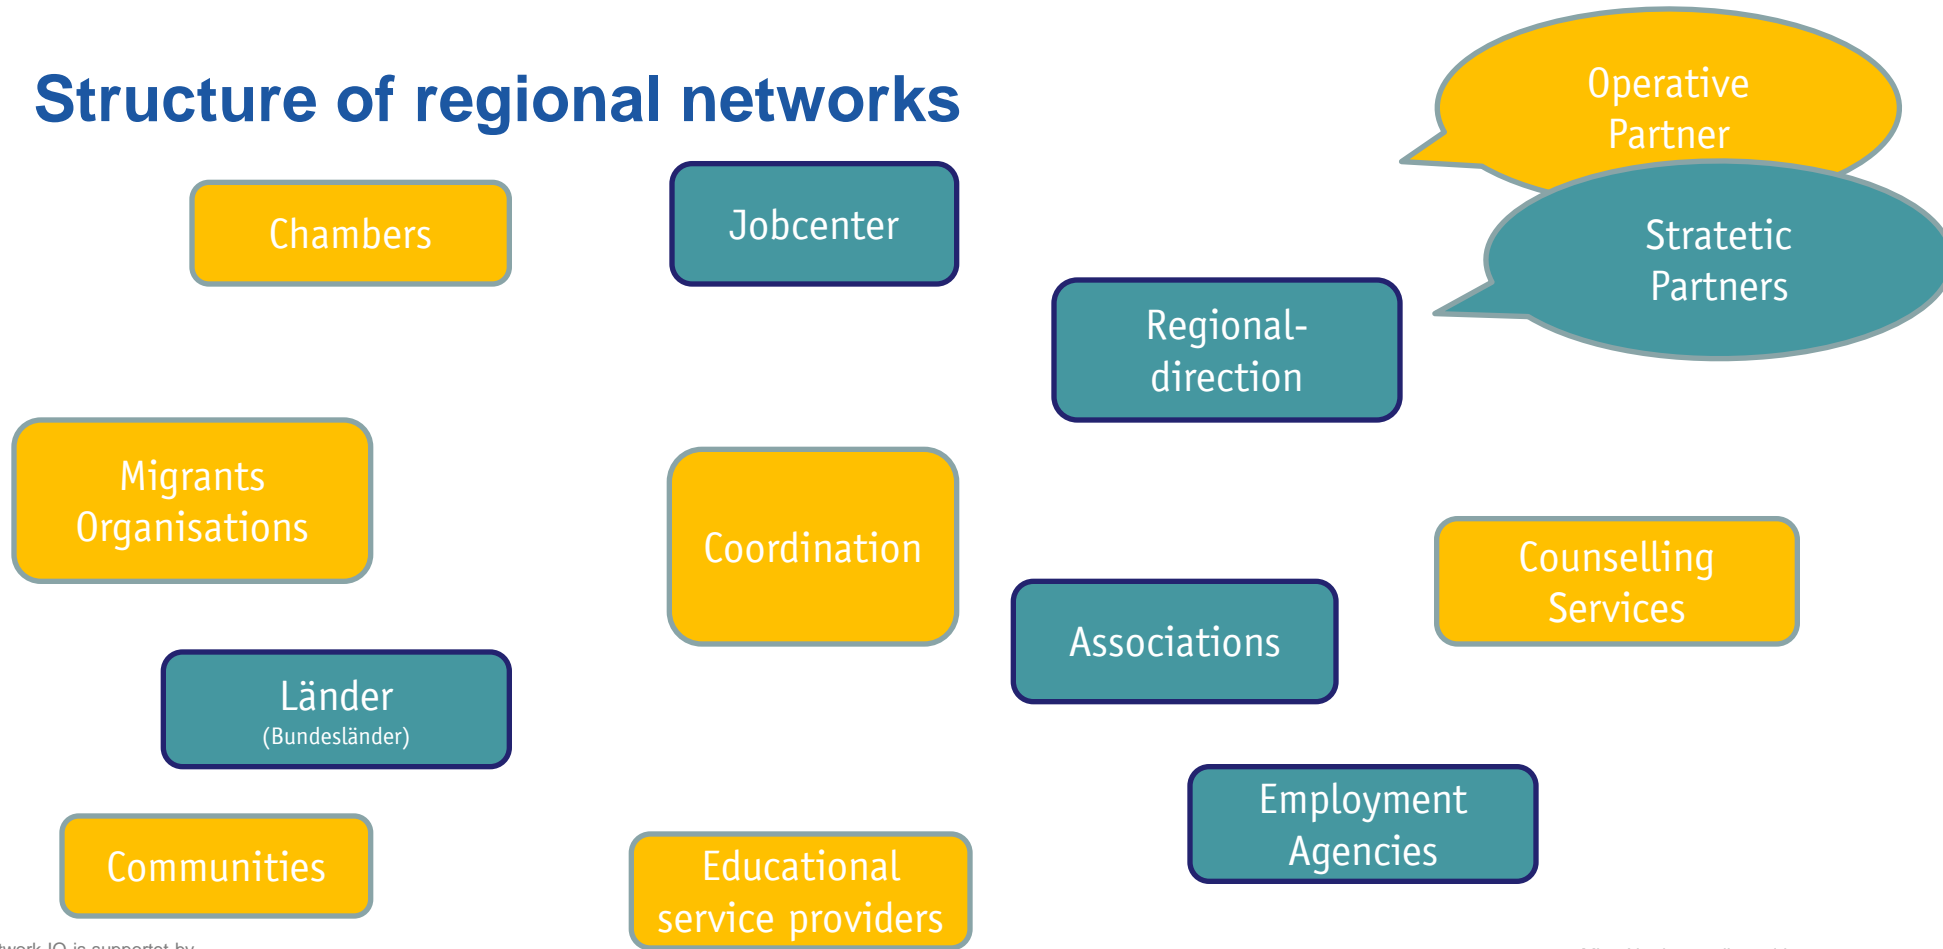 Structure of regional networks
Operative
Partner
Stratetic
Partners
Chambers
Jobcenter
Regional-
direction
Migrants
Organisations
Coordination
Counselling
Services
Associations
Länder
(Bundesländer)
Employment
Agencies
Communities
Educational
service providers